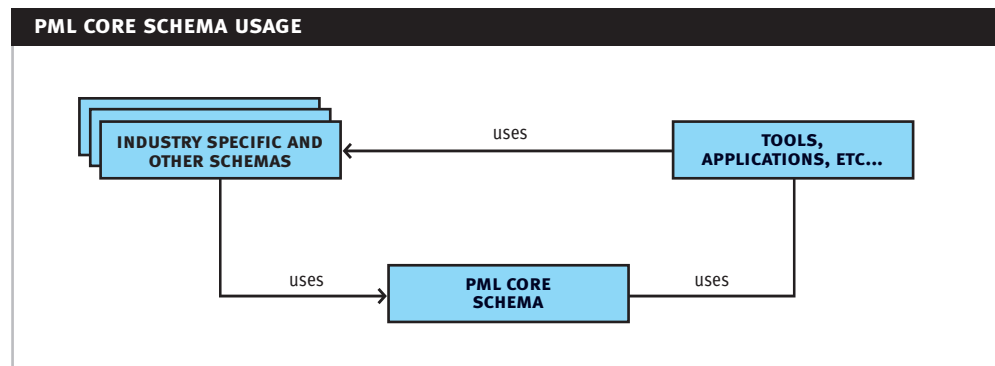 PML CORE SCHEMA USAGE
INDUSTRY SPECIFIC AND
OTHER SCHEMAS
uses
TOOLS,
APPLICATIONS, ETC...
uses
PML CORE
SCHEMA
uses